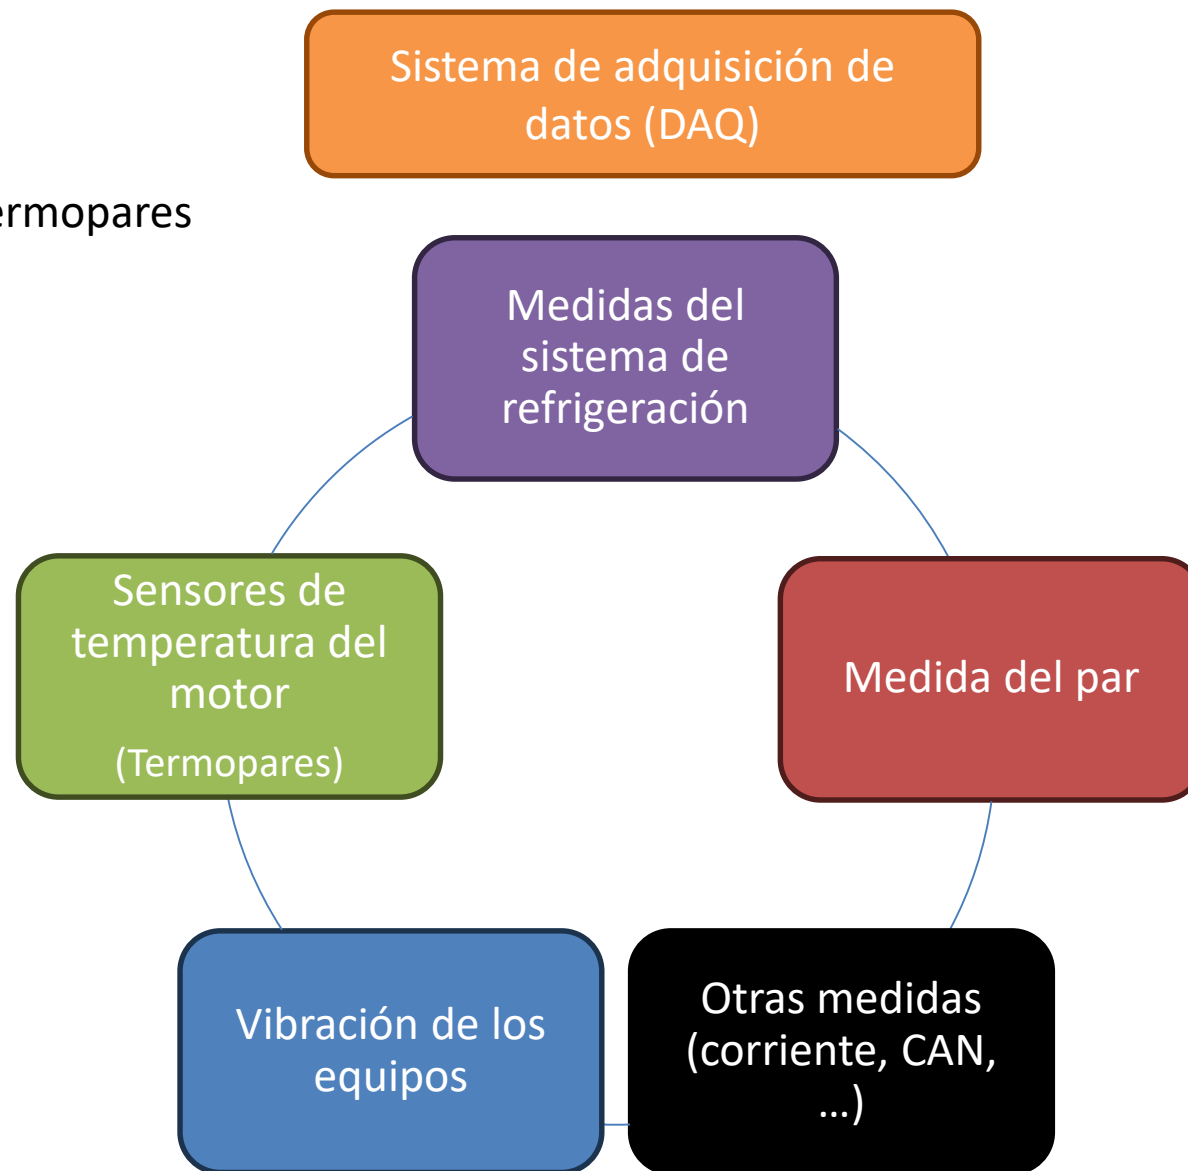 Sistema de adquisición de
datos (DAQ)
ermopares
Medidas del
sistema de
refrigeración
Sensores de
temperatura del
motor
(Termopares)
Medida del par
Vibración de los
equipos
Otras medidas
(corriente, CAN,
...)